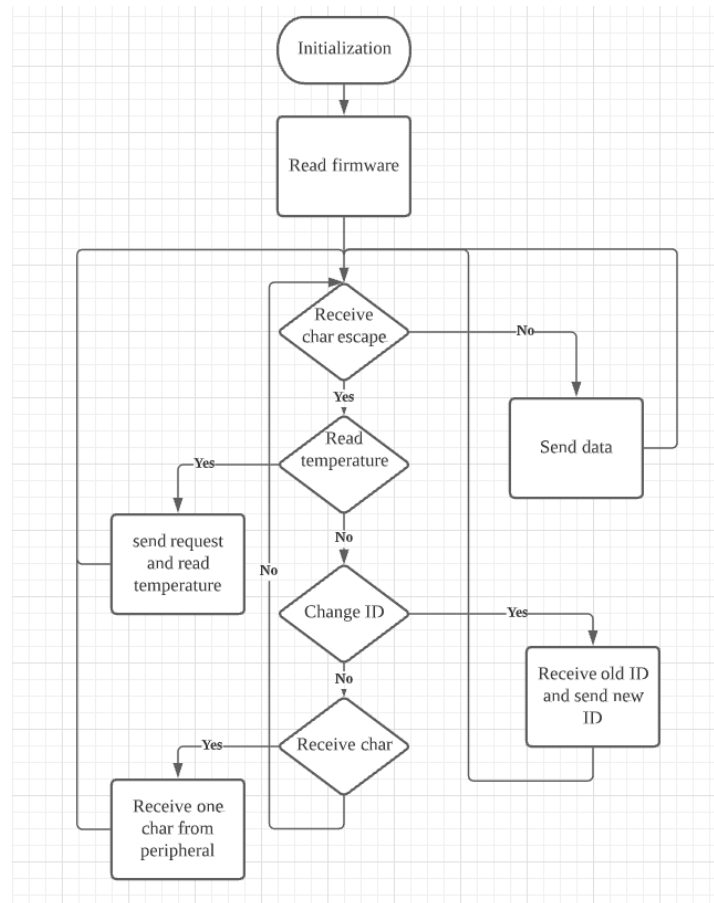 Initialization
Read firmware
Receive
char escape
No
Yes
Send data
Read
temperature
Yes
No
send request
and read
temperature
No
Change ID
Yes
No
Receive old ID
and send new
ID
Receive char
Yes
Receive one
char from
peripheral